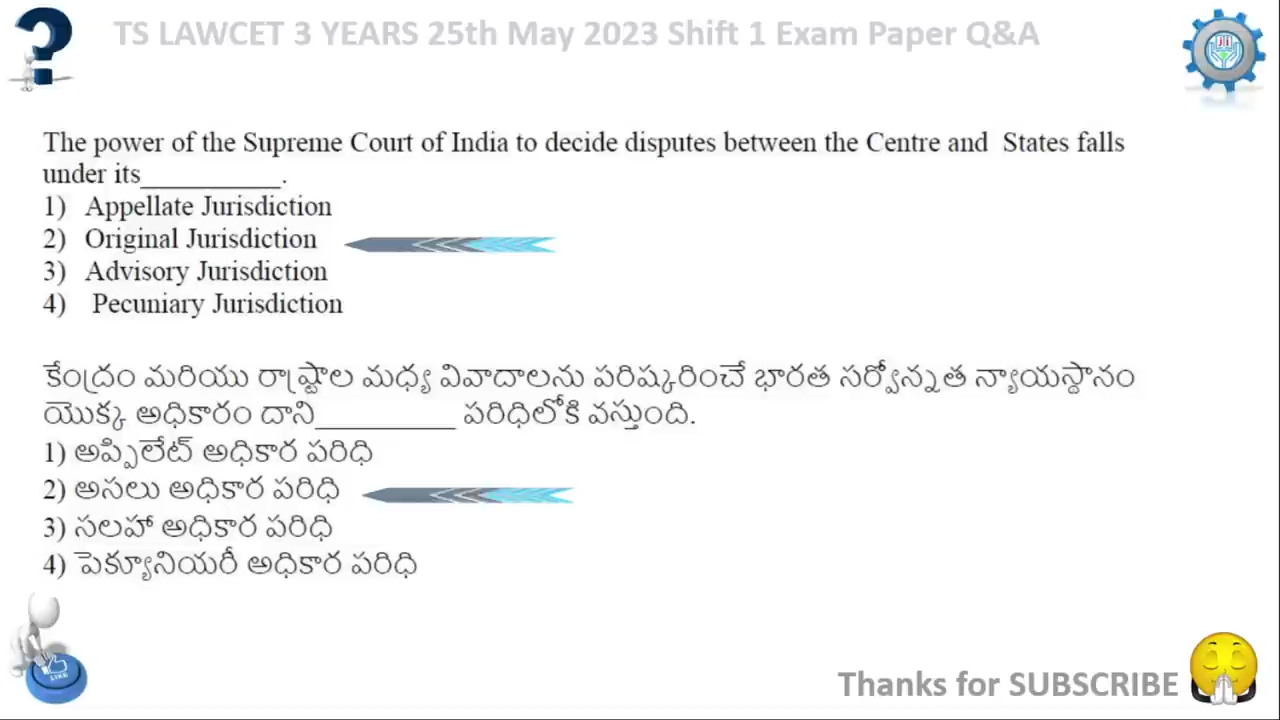 TS LAWCET 3 YEARS 25th May 2023 Shift 1 Exam Paper Q&A
The power of the Supreme Court of India to decide disputes between the Centre and States falls
under its__________.
1) Appellate Jurisdiction
2) Original Jurisdiction
3) Advisory Jurisdiction
4) Pecuniary Jurisdiction
కేంద్రం మరియు రాష్ట్రాల మధ్య వివాదాలను పరిష్కరించే భారత సర్వోన్నత న్యాయస్థానం
యొక్క అధికారం దాని__________ పరిధిలోకి వస్తుంది.
1) అప్పిలేట్ అధికార పరిధి
2) అసలు అధికార పరిధి
3) సలహా అధికార పరిధి
4) పెక్యూనియరీ అధికార పరిధి
LIKE
Thanks for SUBSCRIBE